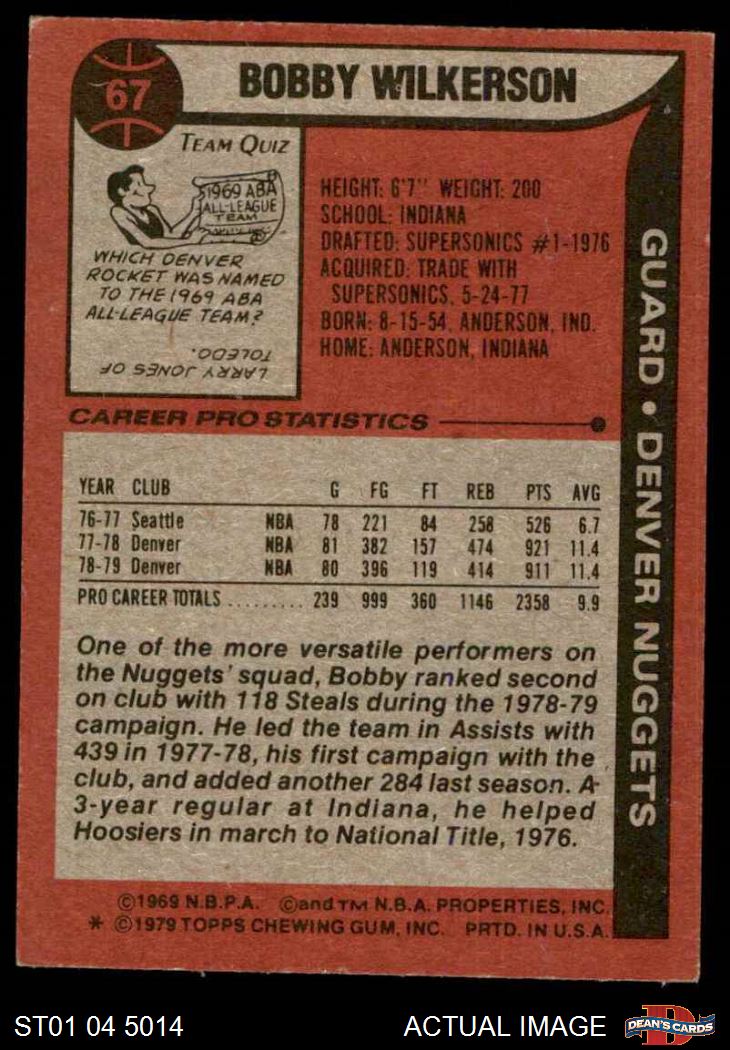 67
BOBBY WILKERSON
TEAM QUIZ
1969 ABA
ALL-LEAGUE
TEAM
WHICH DENVER
ROCKET WAS NAMED
TO THE 1969 ABA
ALL-LEAGUE TEAM?
LARRY JONES OF
TOLEDO.
HEIGHT: 6'7" WEIGHT: 200
SCHOOL: INDIANA
DRAFTED: SUPERSONICS #1-1976
ACQUIRED: TRADE WITH
SUPERSONICS, 5-24-77
BORN: 8-15-54, ANDERSON, IND.
HOME: ANDERSON, INDIANA
GUARD • DENVER NUGGETS
CAREER PRO STATISTICS
YEAR CLUB G FG FT REB PTS AVG
76-77 Seattle NBA 78 221 84 258 526 6.7
77-78 Denver NBA 81 382 157 474 921 11.4
78-79 Denver NBA 80 396 119 414 911 11.4
PRO CAREER TOTALS ......... 239 999 360 1146 2358 9.9
One of the more versatile performers on
the Nuggets' squad, Bobby ranked second
on club with 118 Steals during the 1978-79
campaign. He led the team in Assists with
439 in 1977-78, his first campaign with the
club, and added another 284 last season. A
3-year regular at Indiana, he helped
Hoosiers in march to National Title, 1976.
©1969 N.B.P.A. ©and TM N.B.A. PROPERTIES, INC.
* ©1979 TOPPS CHEWING GUM, INC. PRTD. IN U.S.A.
ST01 04 5014
ACTUAL IMAGE
DEAN'S CARDS